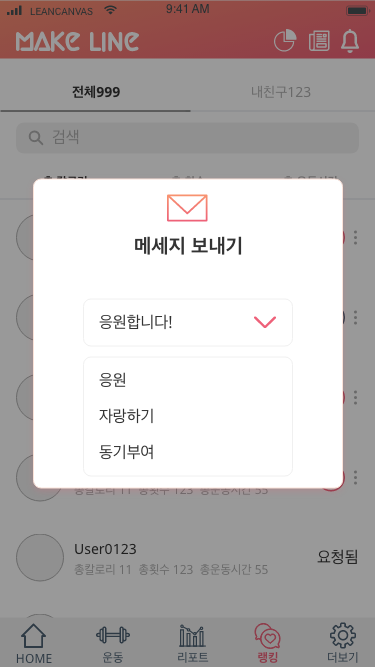 LEANCANVAS 9:41 AM
MAKE LINE
전체999 내친구123
검색
메세지 보내기
응원합니다!
응원
자랑하기
동기부여
총칼로리 11 총횟수 123 총운동시간 55
User0123
요청됨
총칼로리 11 총횟수 123 총운동시간 55
HOME 운동 리포트 랭킹 더보기